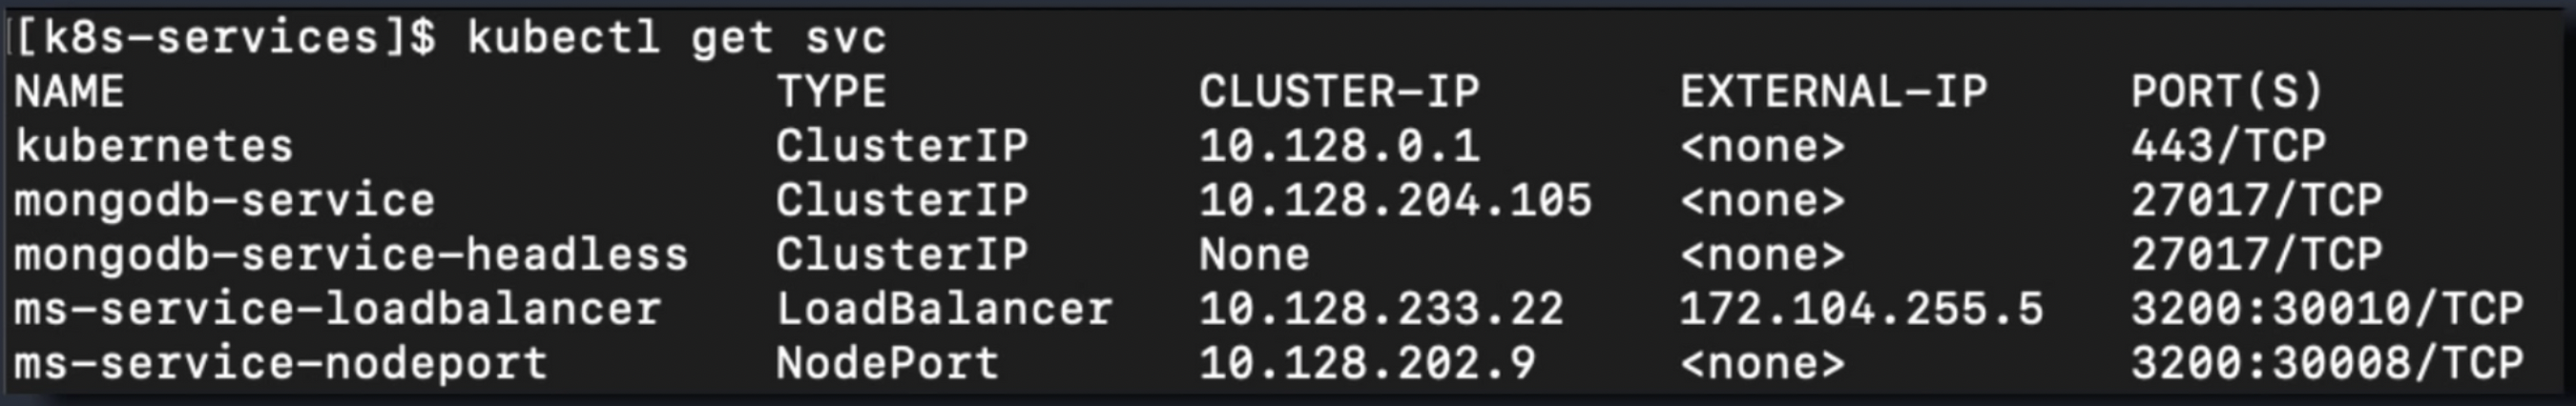 [k8s-services]$ kubectl get svc
NAME TYPE CLUSTER-IP EXTERNAL-IP PORT(S)
kubernetes ClusterIP 10.128.0.1 <none> 443/TCP
mongodb-service ClusterIP 10.128.204.105 <none> 27017/TCP
mongodb-service-headless ClusterIP None <none> 27017/TCP
ms-service-loadbalancer LoadBalancer 10.128.233.22 172.104.255.5 3200:30010/TCP
ms-service-nodeport NodePort 10.128.202.9 <none> 3200:30008/TCP